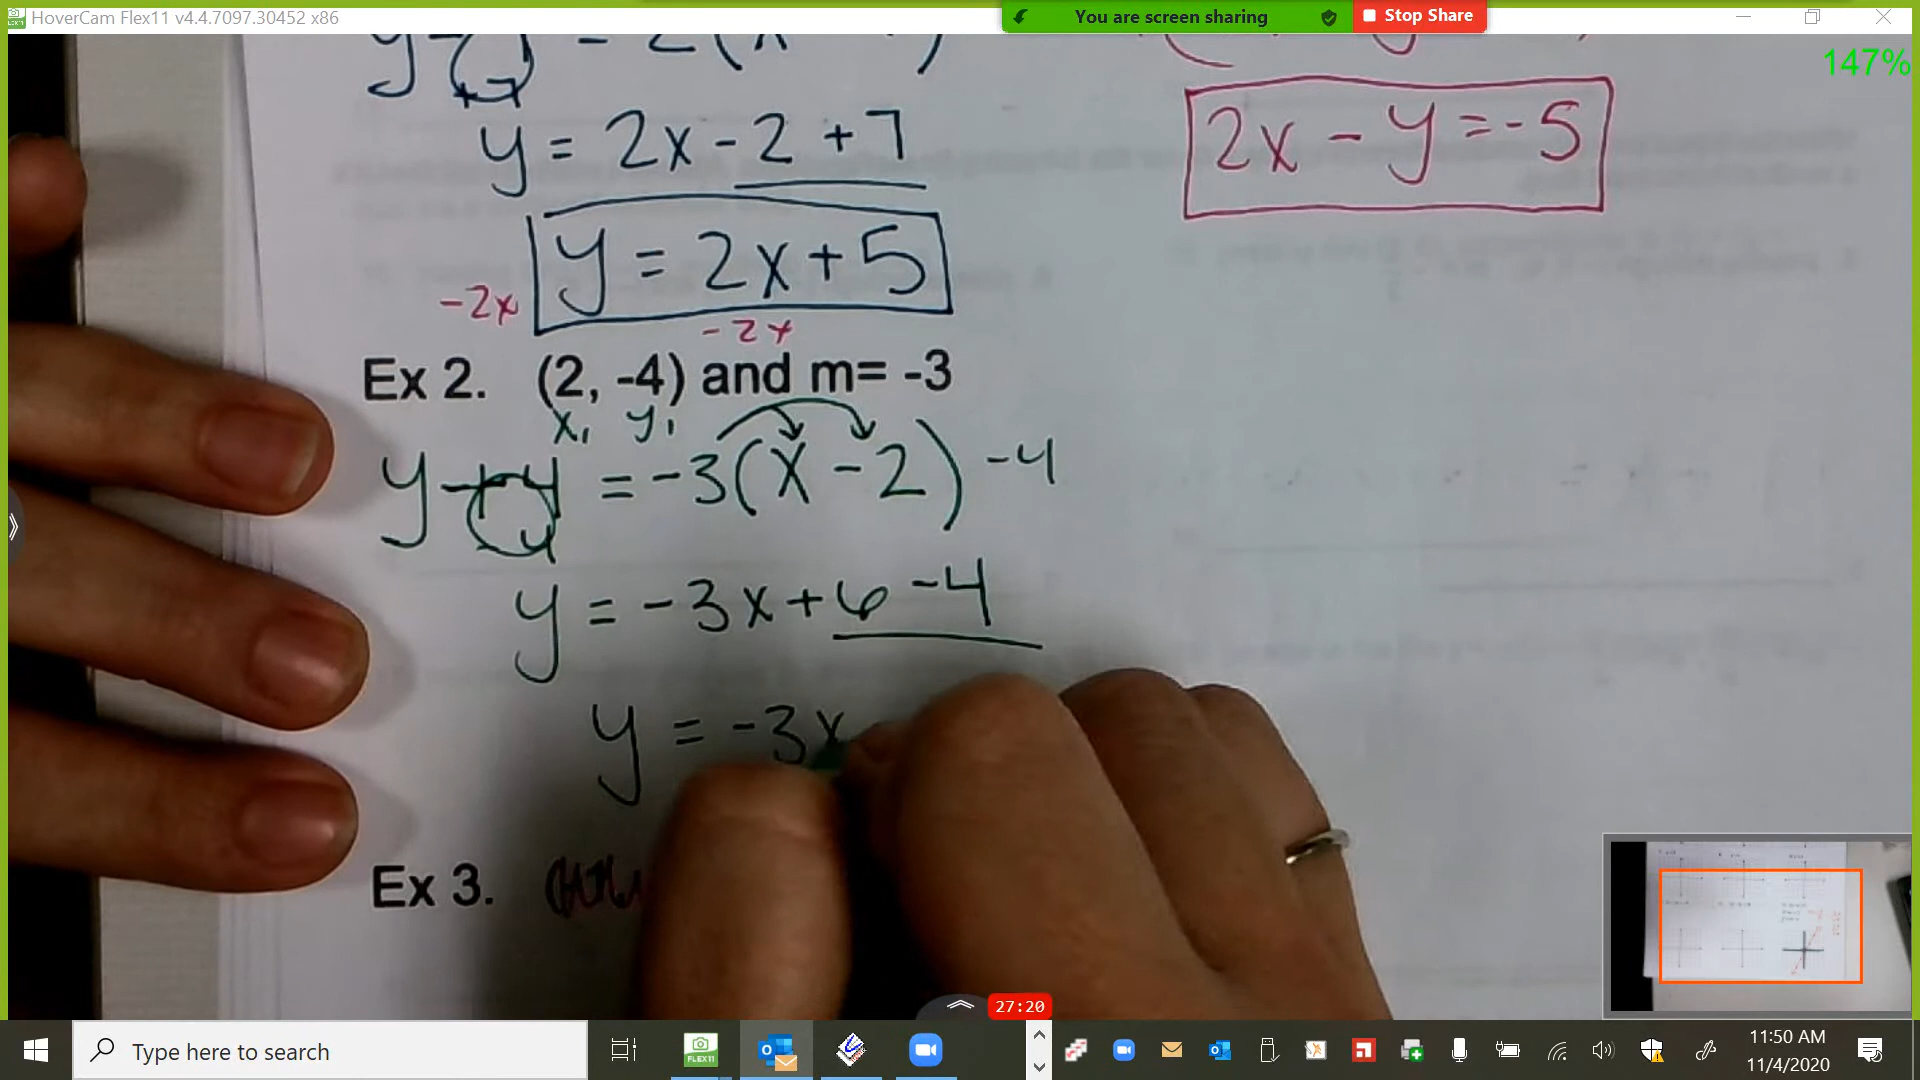 HoverCam Flex11 v4.4.7097.30452 x86
You are screen sharing
Stop Share
147%
y = 2x - 2 + 7
y = 2x + 5
-2x
-2x
2x - y = -5
Ex 2. (2, -4) and m= -3
x₁ y₁
y + 4 = -3(x - 2) -4
-4
y = -3x + 6 - 4
y = -3x
Ex 3.
27:20
Type here to search
FLEX11
11:50 AM
11/4/2020